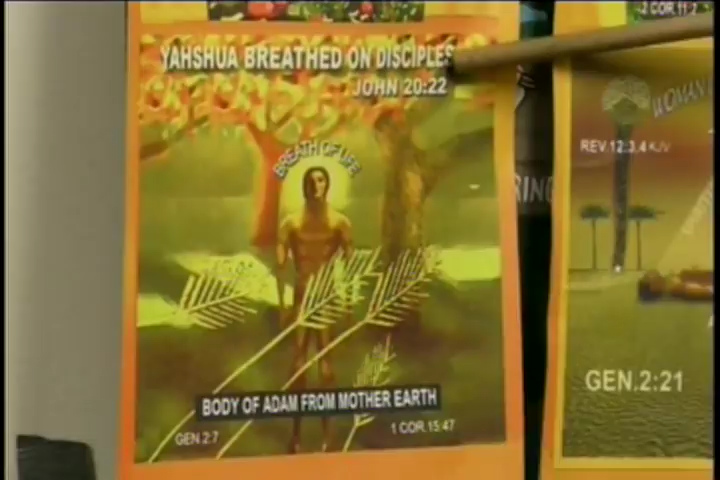 YAHSHUA BREATHED ON DISCIPLES
JOHN 20:22
BREATH OF LIFE
BODY OF ADAM FROM MOTHER EARTH
GEN.2:7
1 COR.15:47
2 COR.11:2
WOMAN
REV.12:3,4 KJV
RING
GEN.2:21